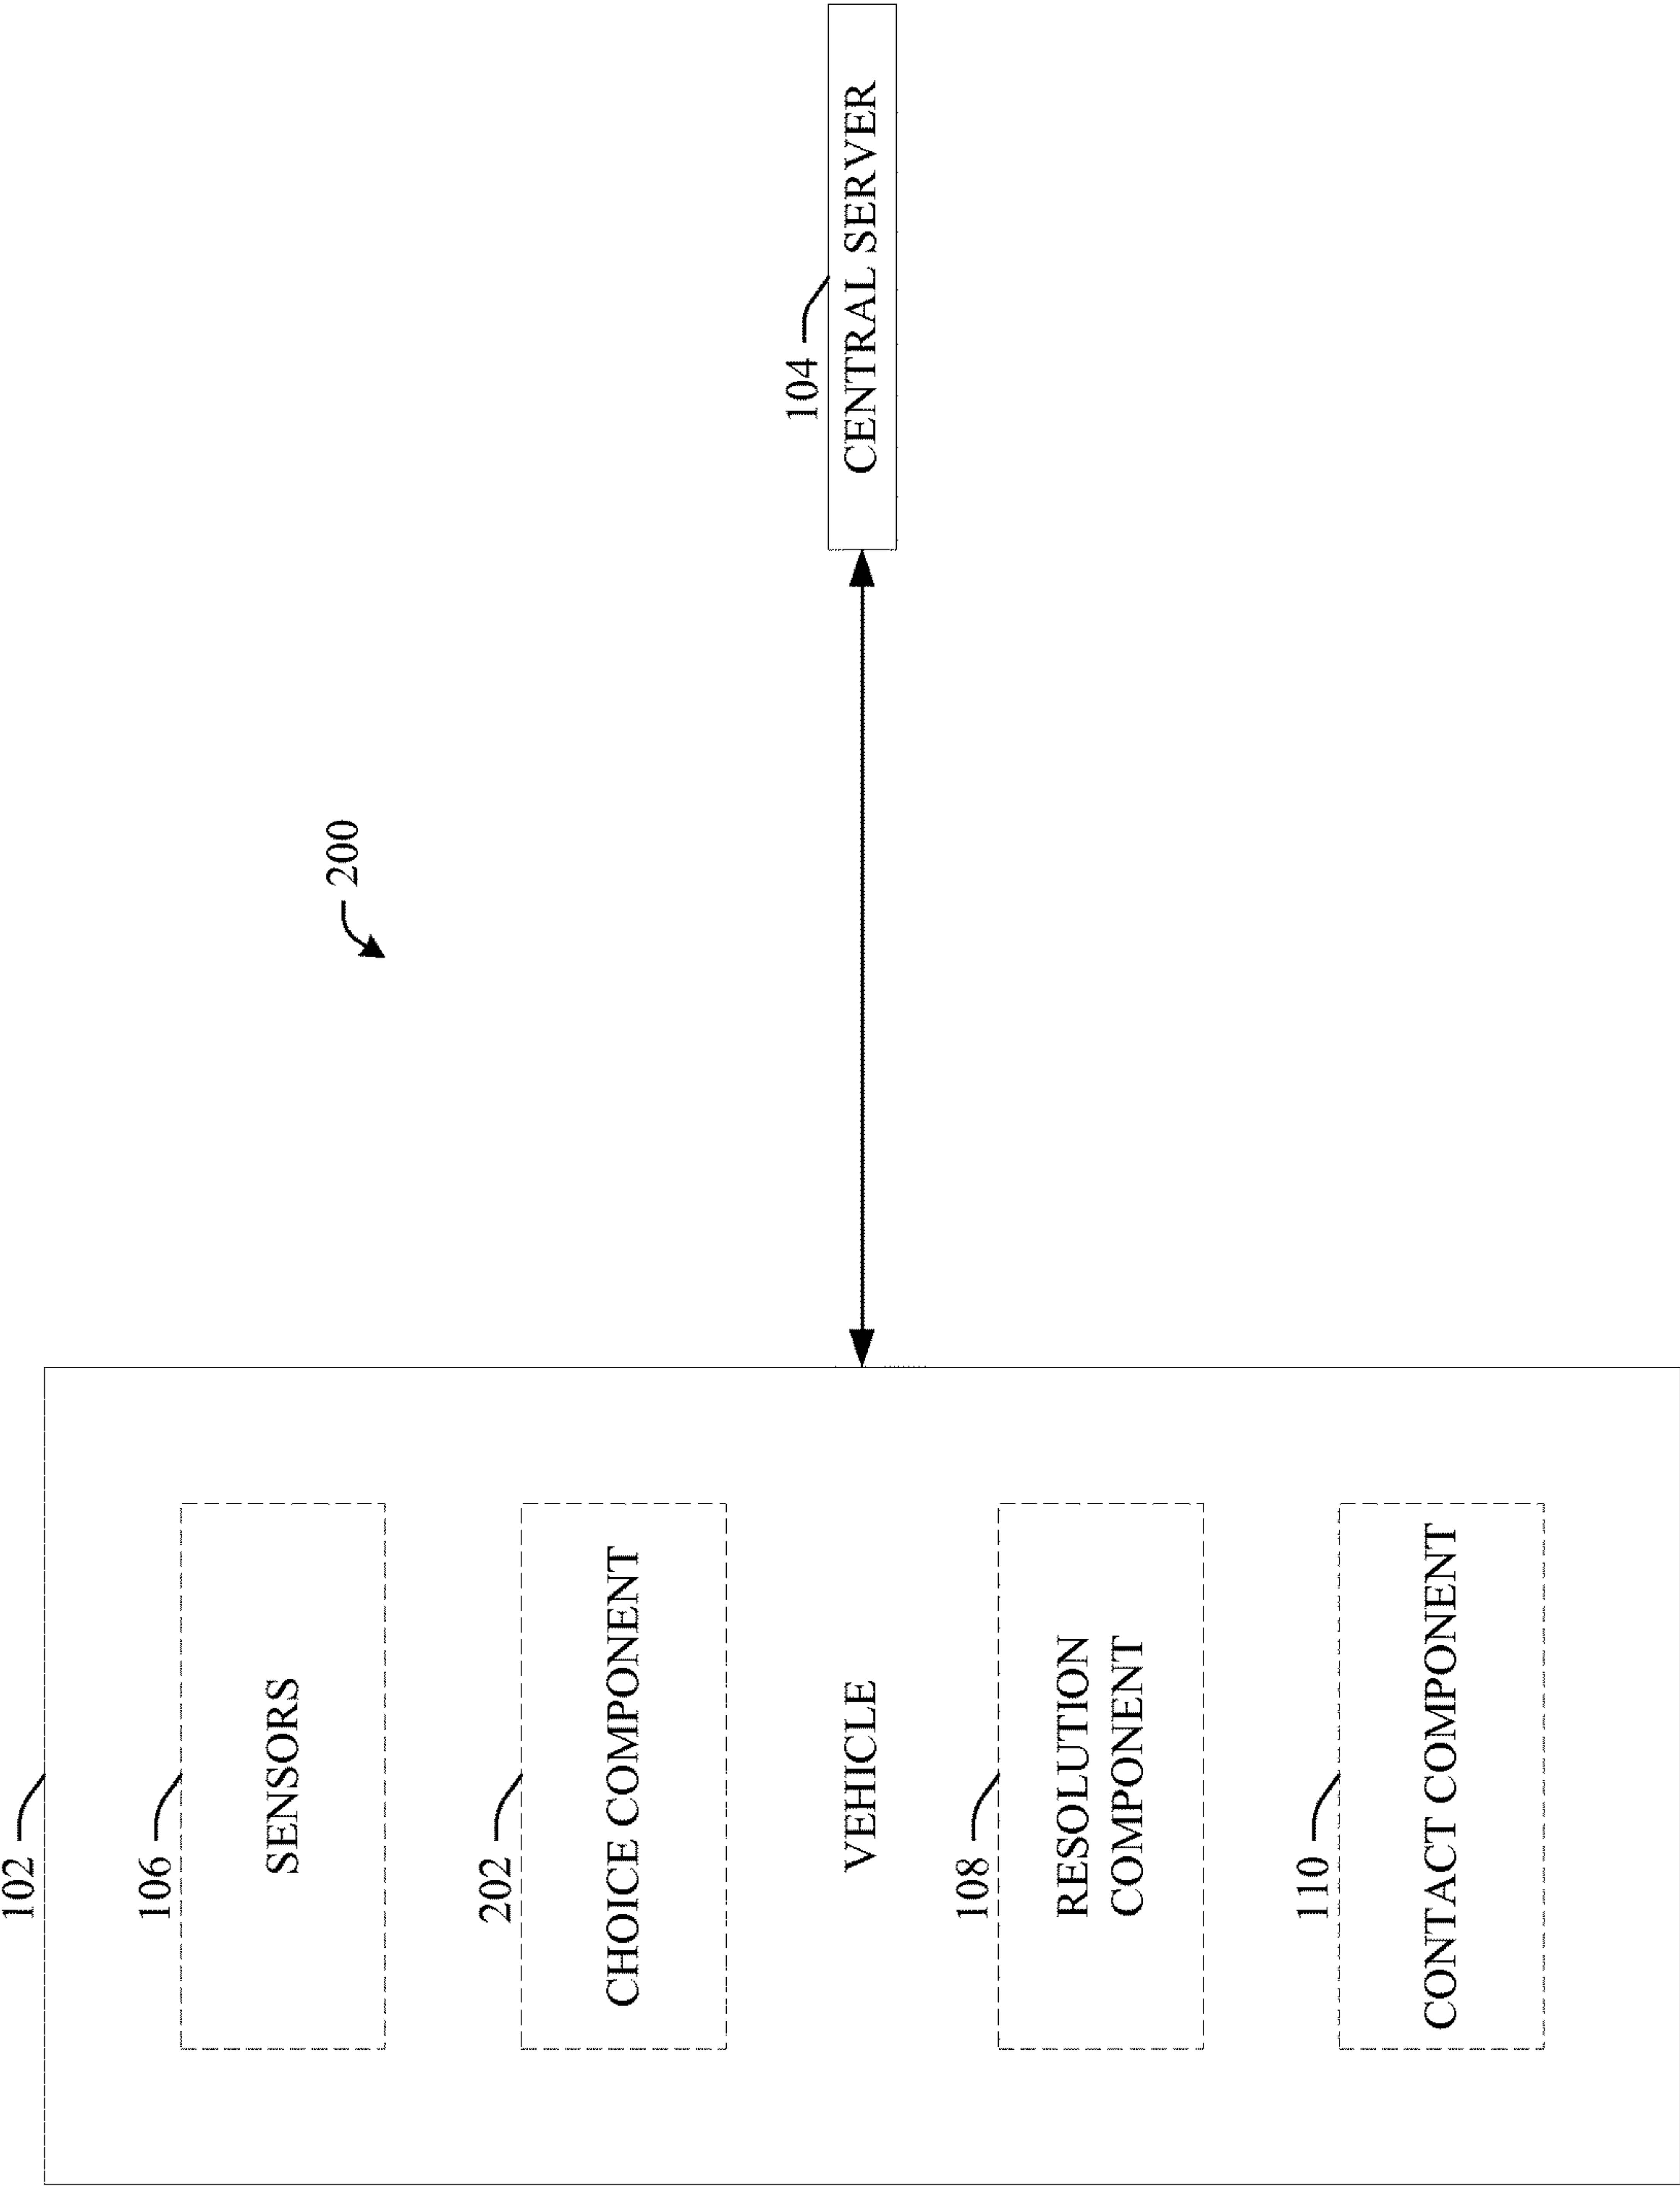 200
102
106
SENSORS
202
CHOICE COMPONENT
VEHICLE
108
RESOLUTION
COMPONENT
110
CONTACT COMPONENT
104
CENTRAL SERVER